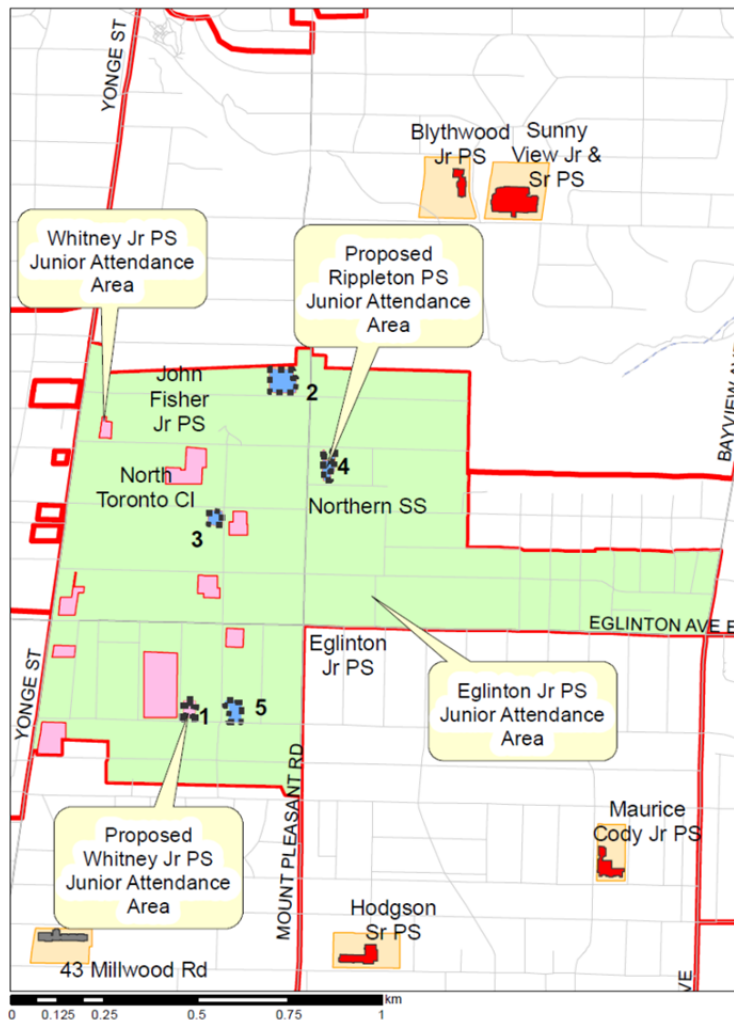 YONGE ST
Blythwood
Jr PS
Sunny
View Jr &
Sr PS
Whitney Jr PS
Junior Attendance
Area
Proposed
Rippleton PS
Junior Attendance
Area
BAYVIEW AVE
John
Fisher
Jr PS
2
4
North
Toronto CI
Northern SS
3
EGLINTON AVE E
Eglinton
Jr PS
Eglinton Jr PS
Junior Attendance
Area
YONGE ST
1
5
MOUNT PLEASANT RD
Proposed
Whitney Jr PS
Junior Attendance
Area
Maurice
Cody Jr PS
Hodgson
Sr PS
43 Millwood Rd
VE
km
0 0.125 0.25 0.5 0.75 1